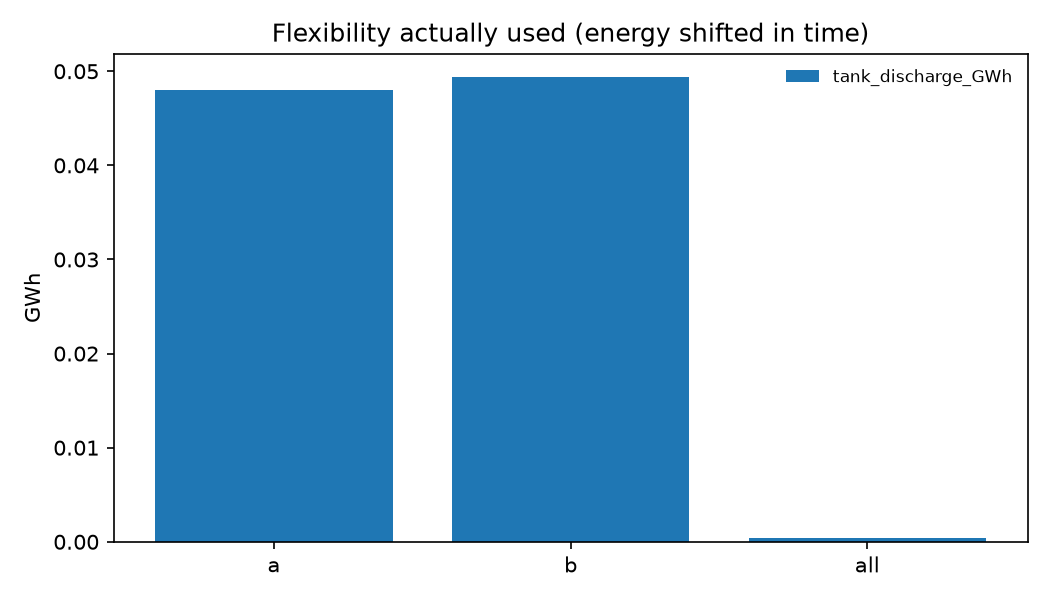 Flexibility actually used (energy shifted in time)
tank_discharge_GWh
GWh
0.05
0.04
0.03
0.02
0.01
0.00
a
b
all